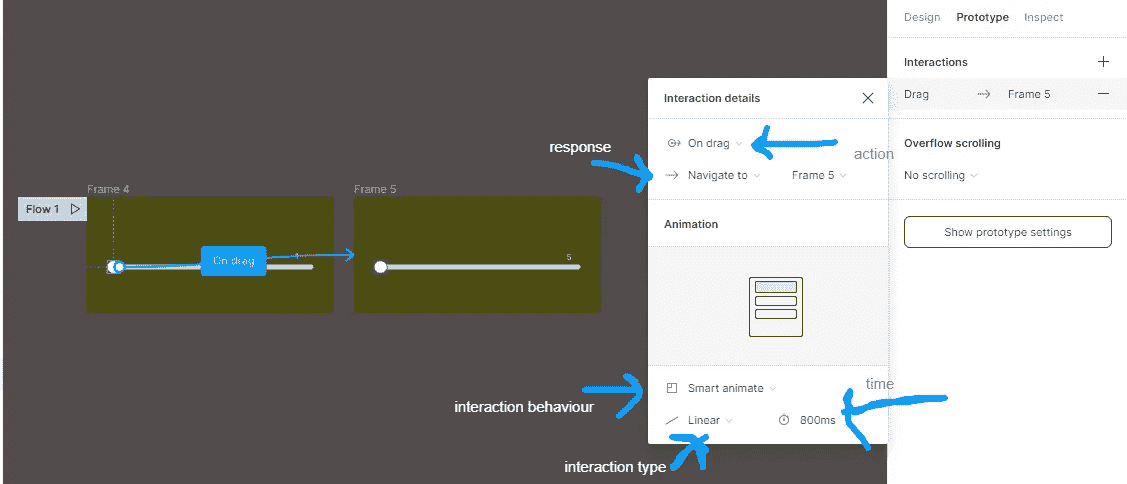 Design Prototype Inspect
Interactions
Drag Frame 5
Interaction details
On drag
action
response
Navigate to Frame 5
Overflow scrolling
No scrolling
Frame 4 Frame 5
Flow 1
Animation
Show prototype settings
On drag
5
Smart animate
time
interaction behaviour
Linear 800ms
interaction type